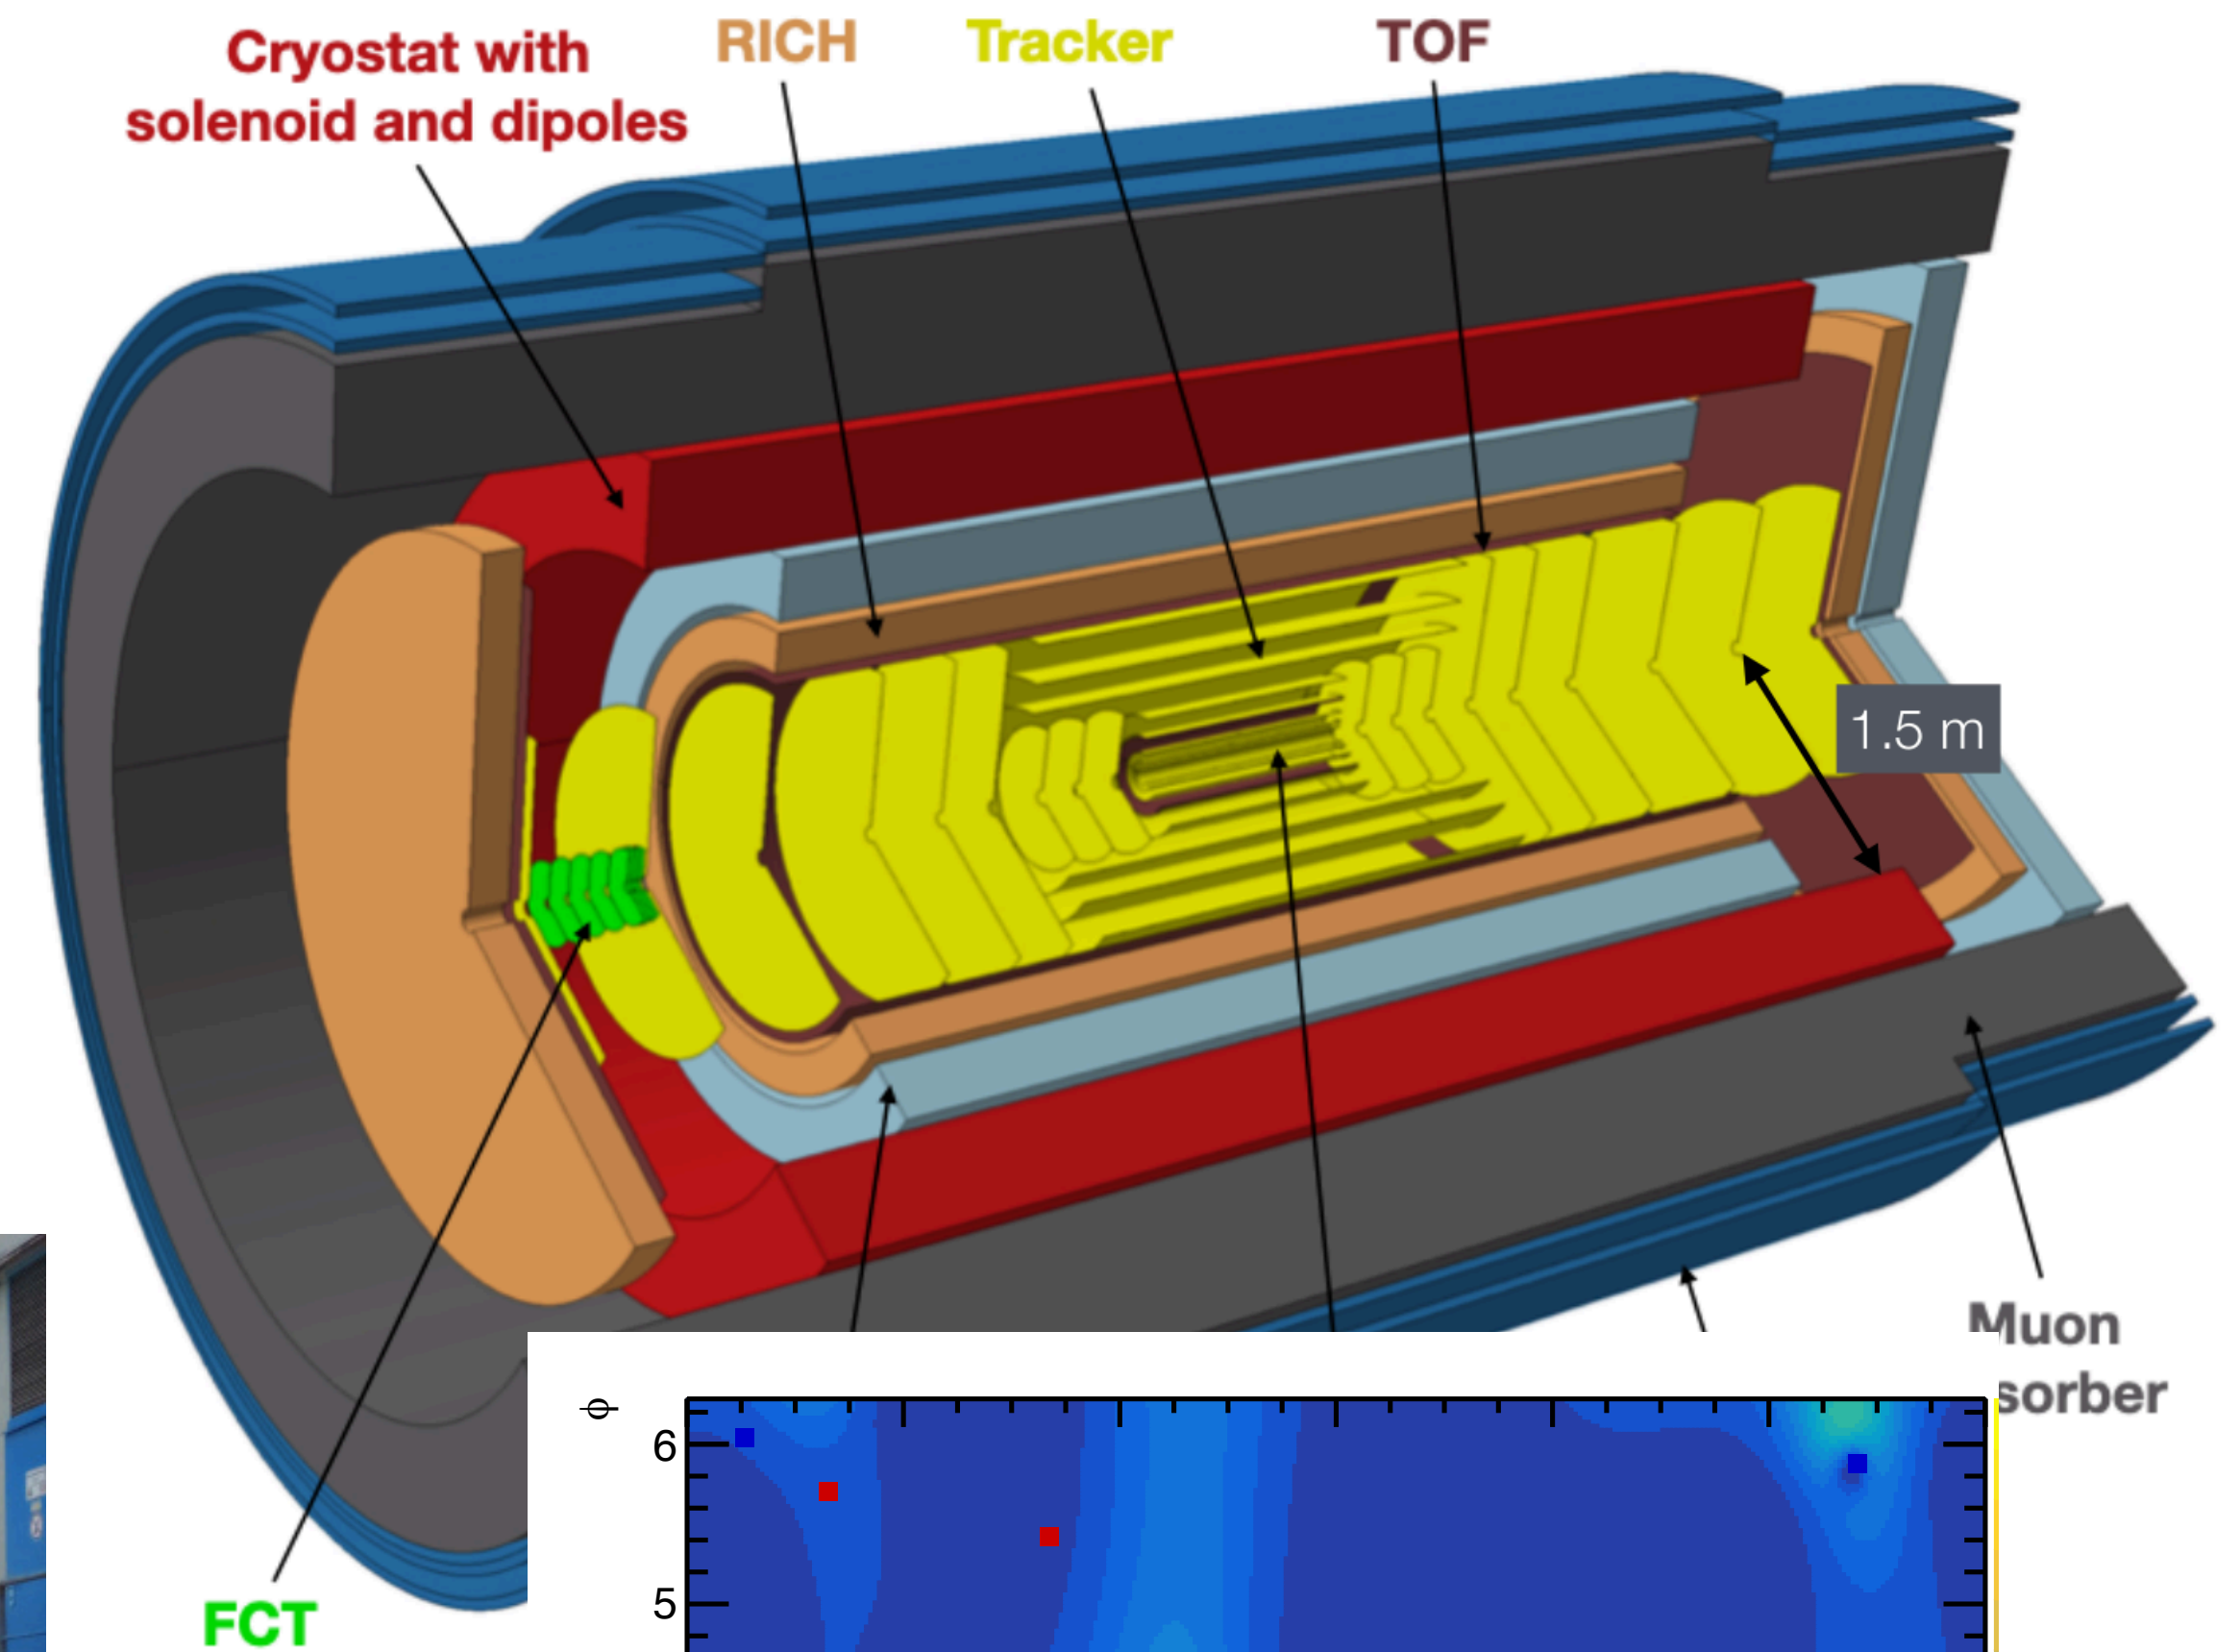 Cryostat with
solenoid and dipoles
RICH
Tracker
TOF
1.5 m
Muon
sorber
FCT
ϕ
6
5